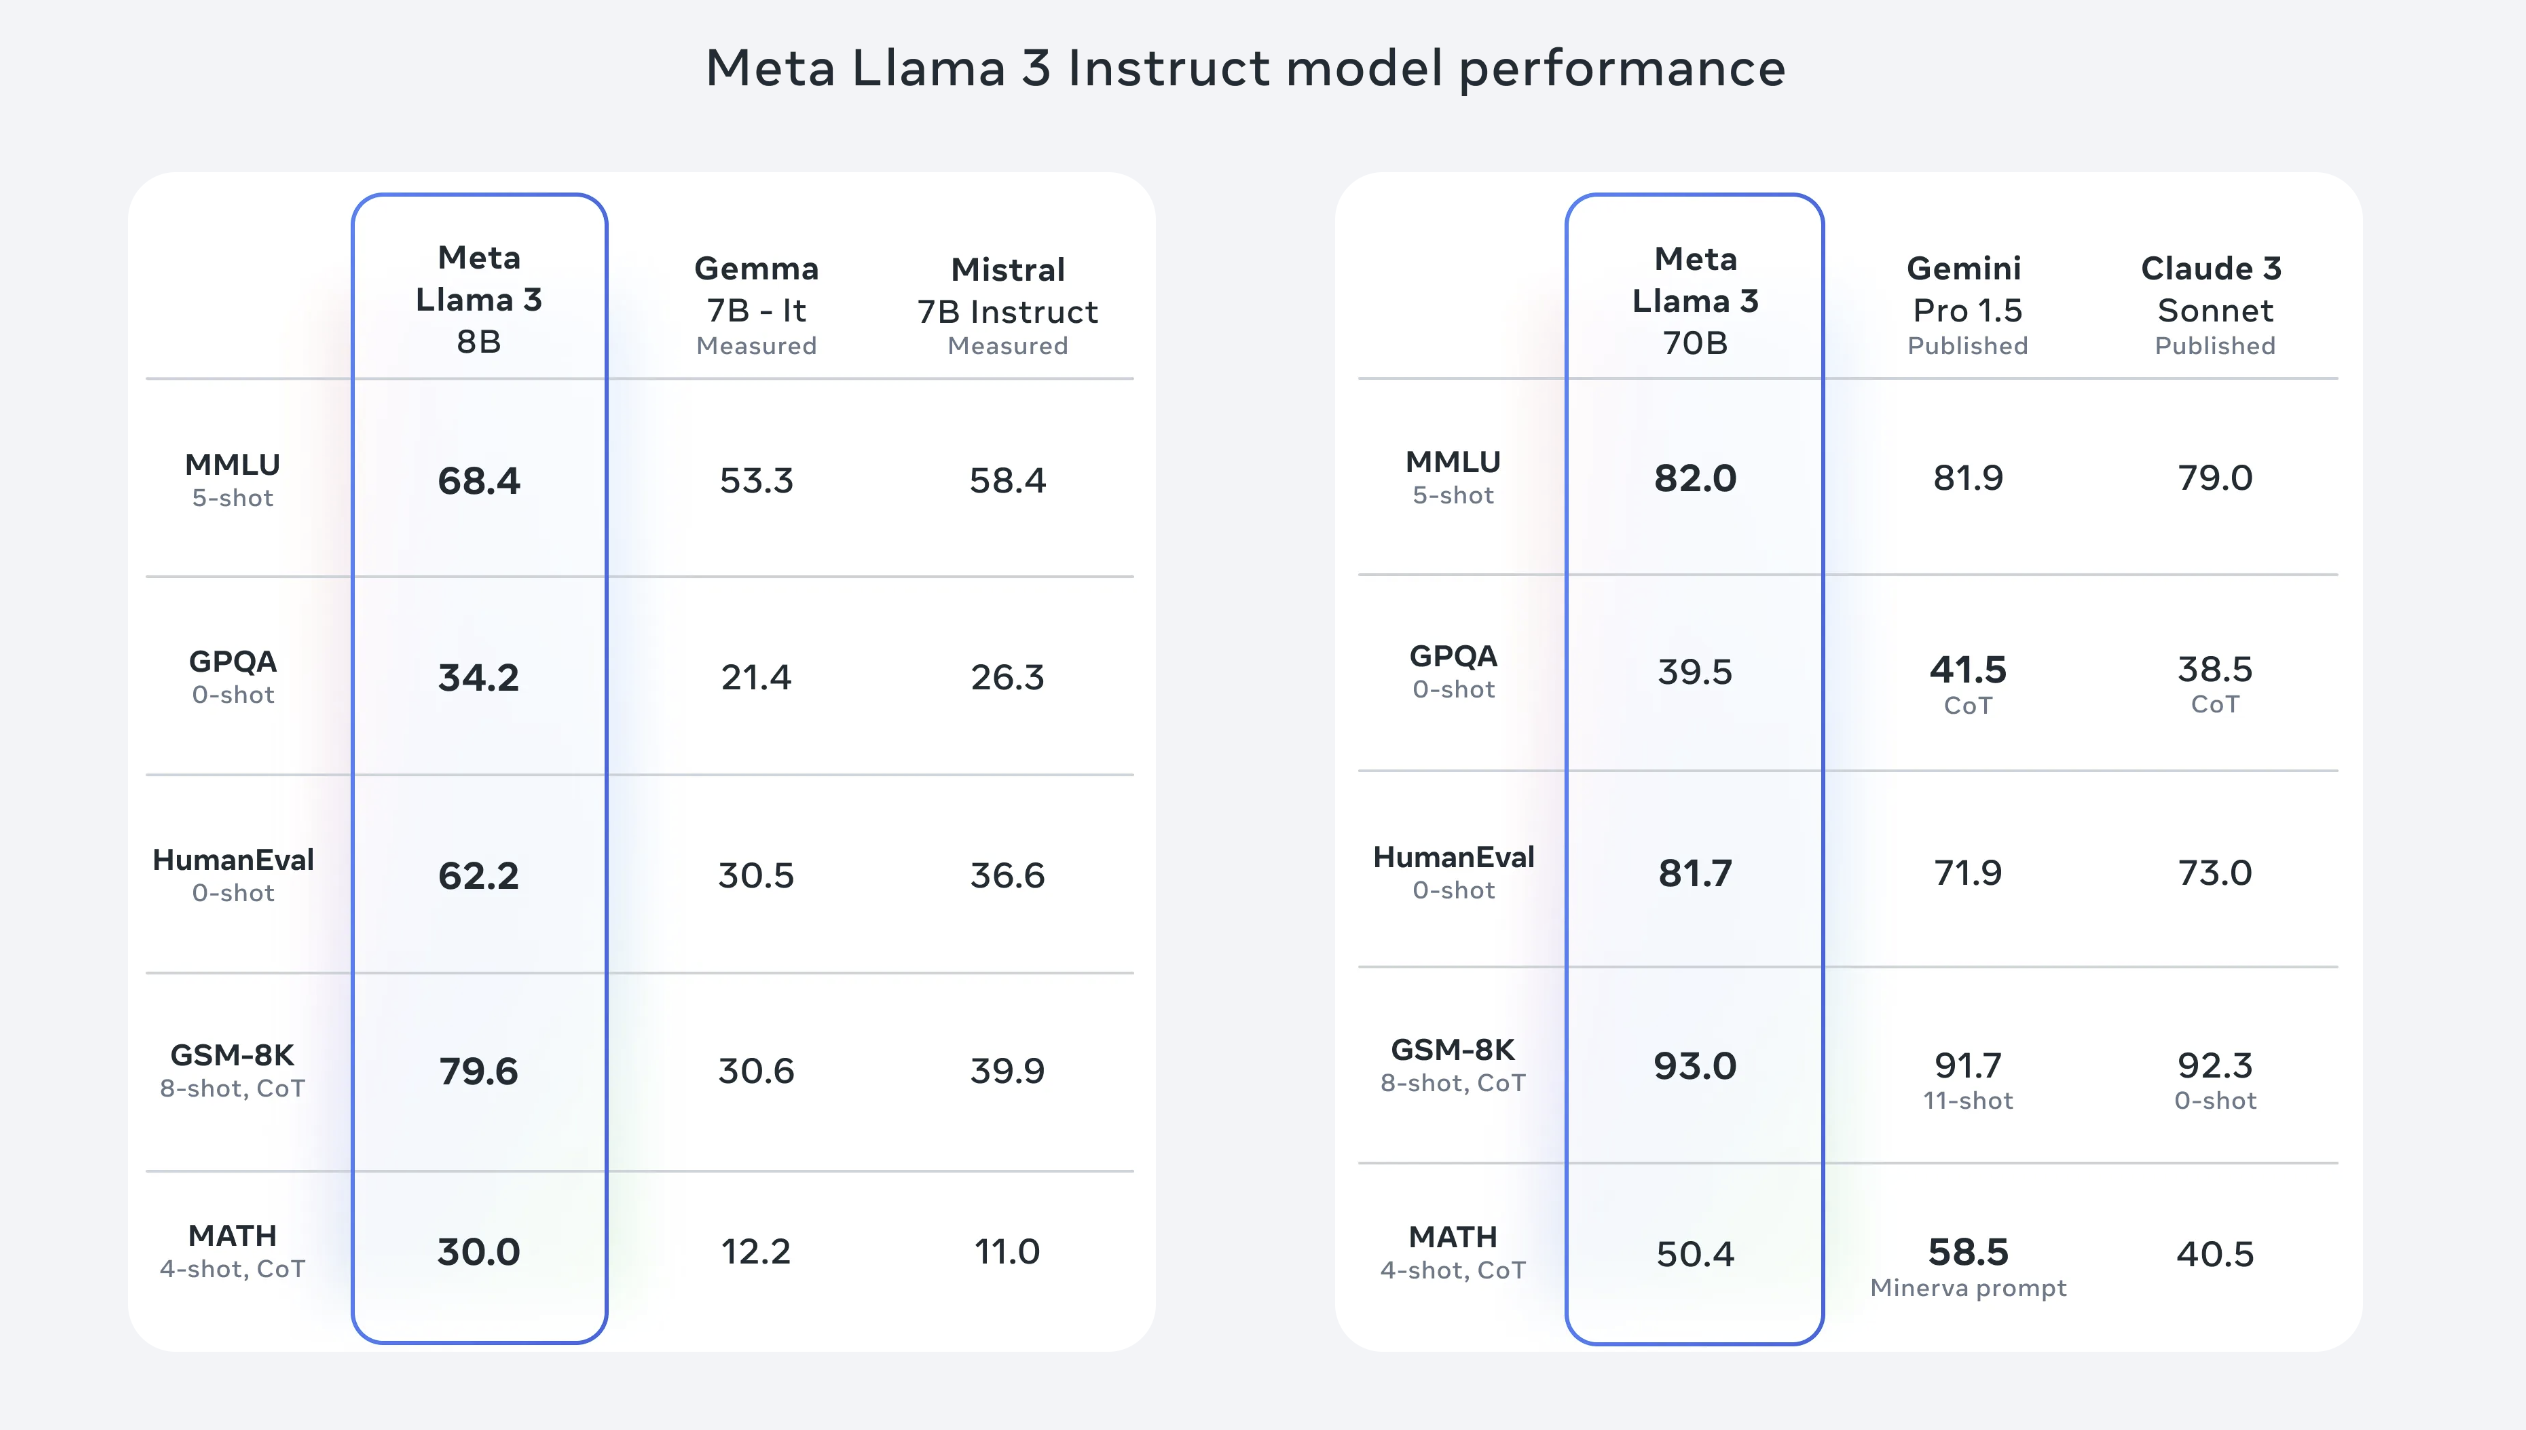 Meta Llama 3 Instruct model performance
Meta
Llama 3
8B
Gemma
7B - It
Measured
Mistral
7B Instruct
Measured
MMLU
5-shot
68.4
53.3
58.4
GPQA
0-shot
34.2
21.4
26.3
HumanEval
0-shot
62.2
30.5
36.6
GSM-8K
8-shot, CoT
79.6
30.6
39.9
MATH
4-shot, CoT
30.0
12.2
11.0
Meta
Llama 3
70B
Gemini
Pro 1.5
Published
Claude 3
Sonnet
Published
MMLU
5-shot
82.0
81.9
79.0
GPQA
0-shot
39.5
41.5
CoT
38.5
CoT
HumanEval
0-shot
81.7
71.9
73.0
GSM-8K
8-shot, CoT
93.0
91.7
11-shot
92.3
0-shot
MATH
4-shot, CoT
50.4
58.5
Minerva prompt
40.5